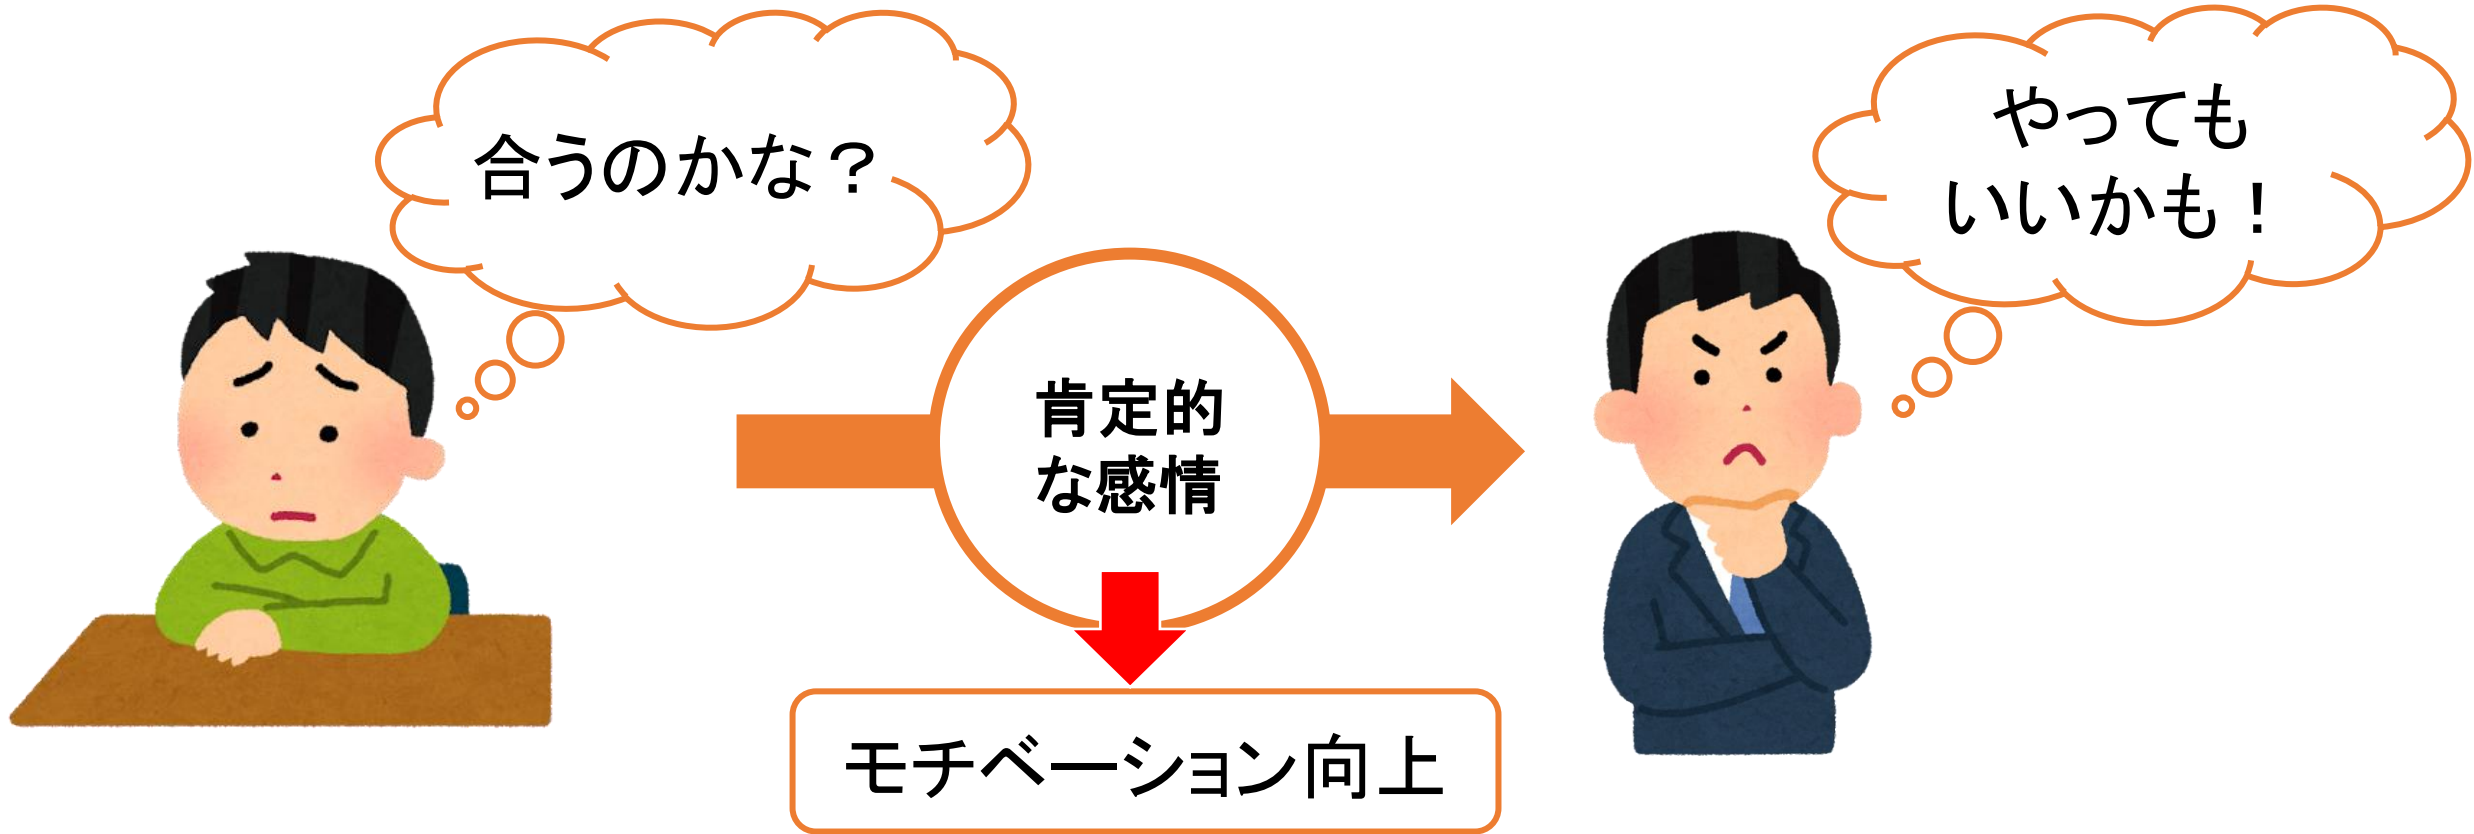 合うのかな？
やっても
いいかも！
肯定的
な感情
モチベーション向上